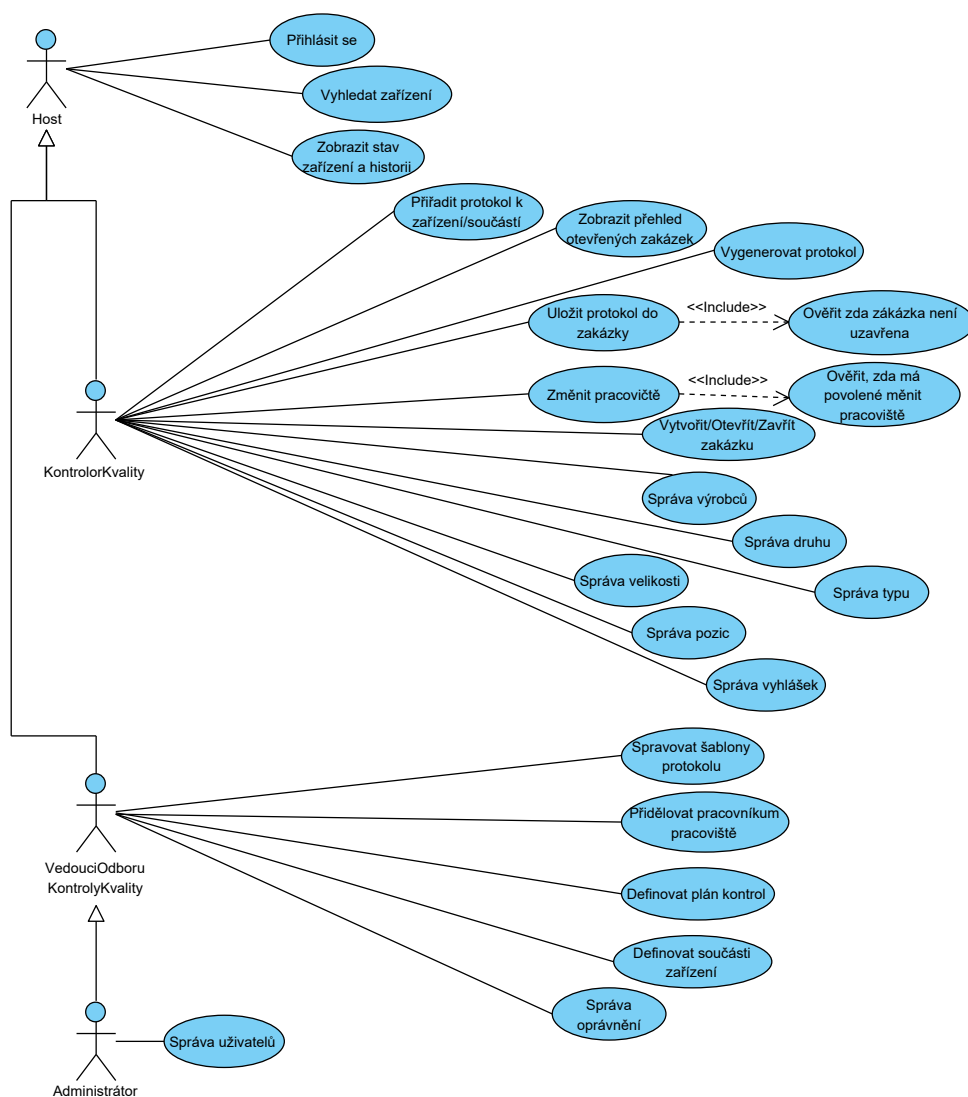 Přihlásit se
Vyhledat zařízení
Host
Zobrazit stav
zařízení a historii
Přiřadit protokol k
zařízení/součástí
Zobrazit přehled
otevřených zakázek
Vygenerovat protokol
Uložit protokol do
zakázky
<<Include>>
Ověřit zda zákázka není
uzavřena
Změnit pracovičtě
<<Include>>
Ověřit, zda má
povolené měnit
pracoviště
KontrolorKvality
Vytvořit/Otevřít/Zavřít
zakázku
Správa výrobců
Správa druhu
Správa velikosti
Správa typu
Správa pozic
Správa vyhlášek
Spravovat šablony
protokolu
Přidělovat pracovníkum
pracoviště
VedouciOdboru
KontrolyKvality
Definovat plán kontrol
Definovat součásti
zařízení
Správa
oprávnění
Správa uživatelů
Administrátor